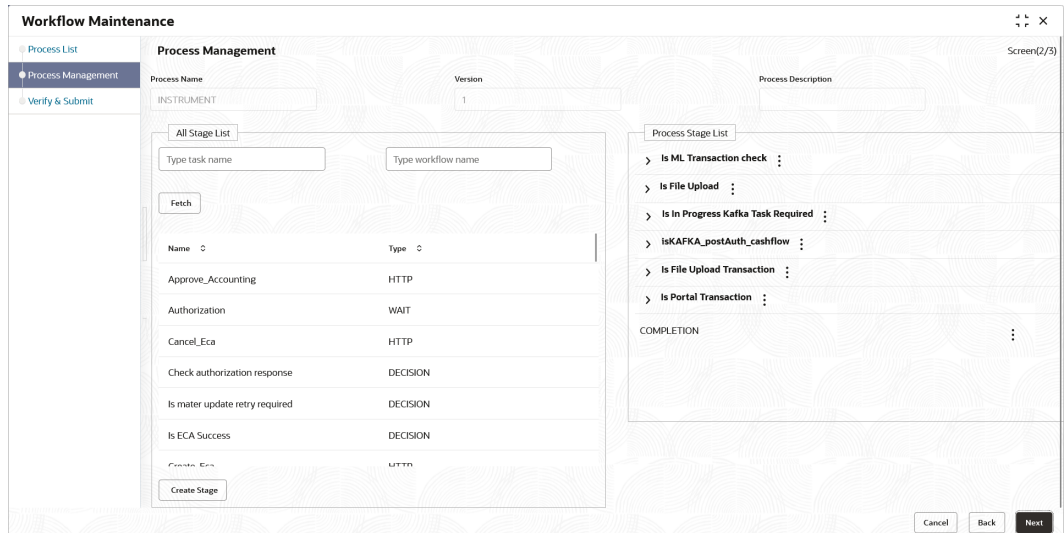 Workflow Maintenance
Process List
Process Management
Verify & Submit
Process Management
Screen(2/3)
Process Name
Version
Process Description
INSTRUMENT
1
All Stage List
Type task name
Type workflow name
Fetch
Name Type
Approve_Accounting HTTP
Authorization WAIT
Cancel_Eca HTTP
Check authorization response DECISION
Is mater update retry required DECISION
Is ECA Success DECISION
Create_Eca HTTP
Create Stage
Process Stage List
Is ML Transaction check
Is File Upload
Is In Progress Kafka Task Required
isKAFKA_postAuth_cashflow
Is File Upload Transaction
Is Portal Transaction
COMPLETION
Cancel
Back
Next